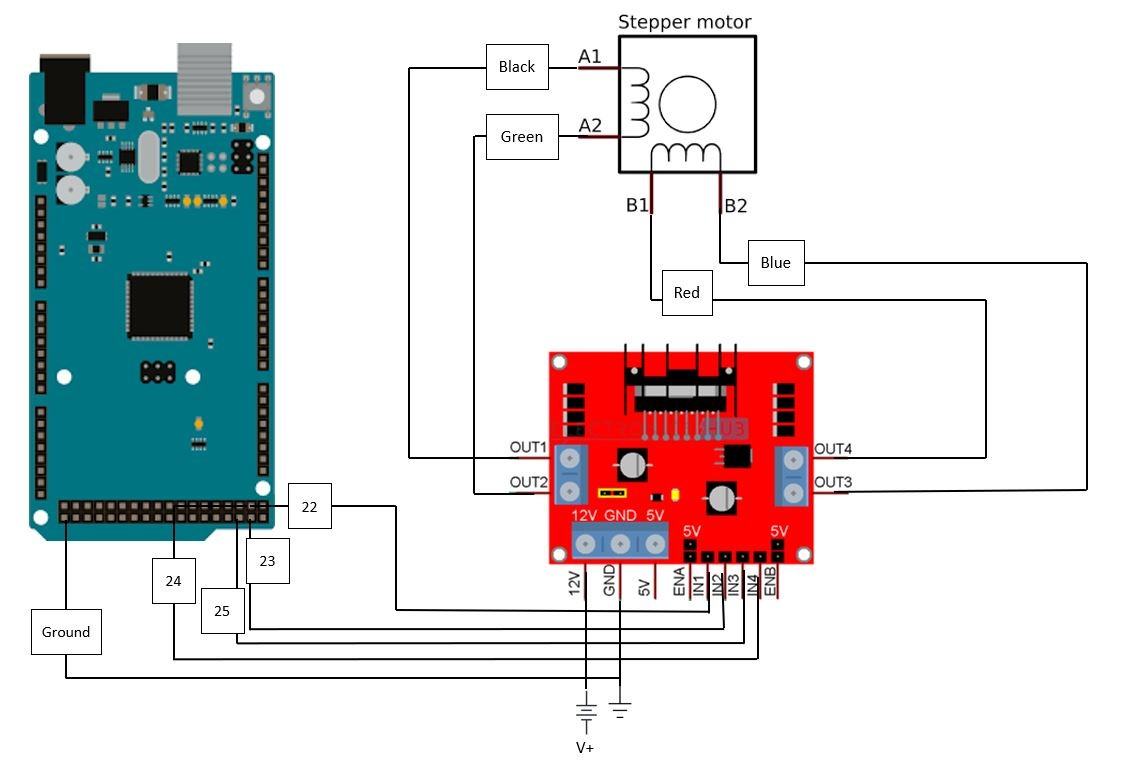 Stepper motor
Black
A1
Green
A2
B1
B2
Blue
Red
OUT1
OUT4
OUT2
OUT3
22
12V GND 5V
5V
5V
23
24
25
12V
GND
5V
ENA
IN1
IN2
IN3
IN4
ENB
Ground
V+